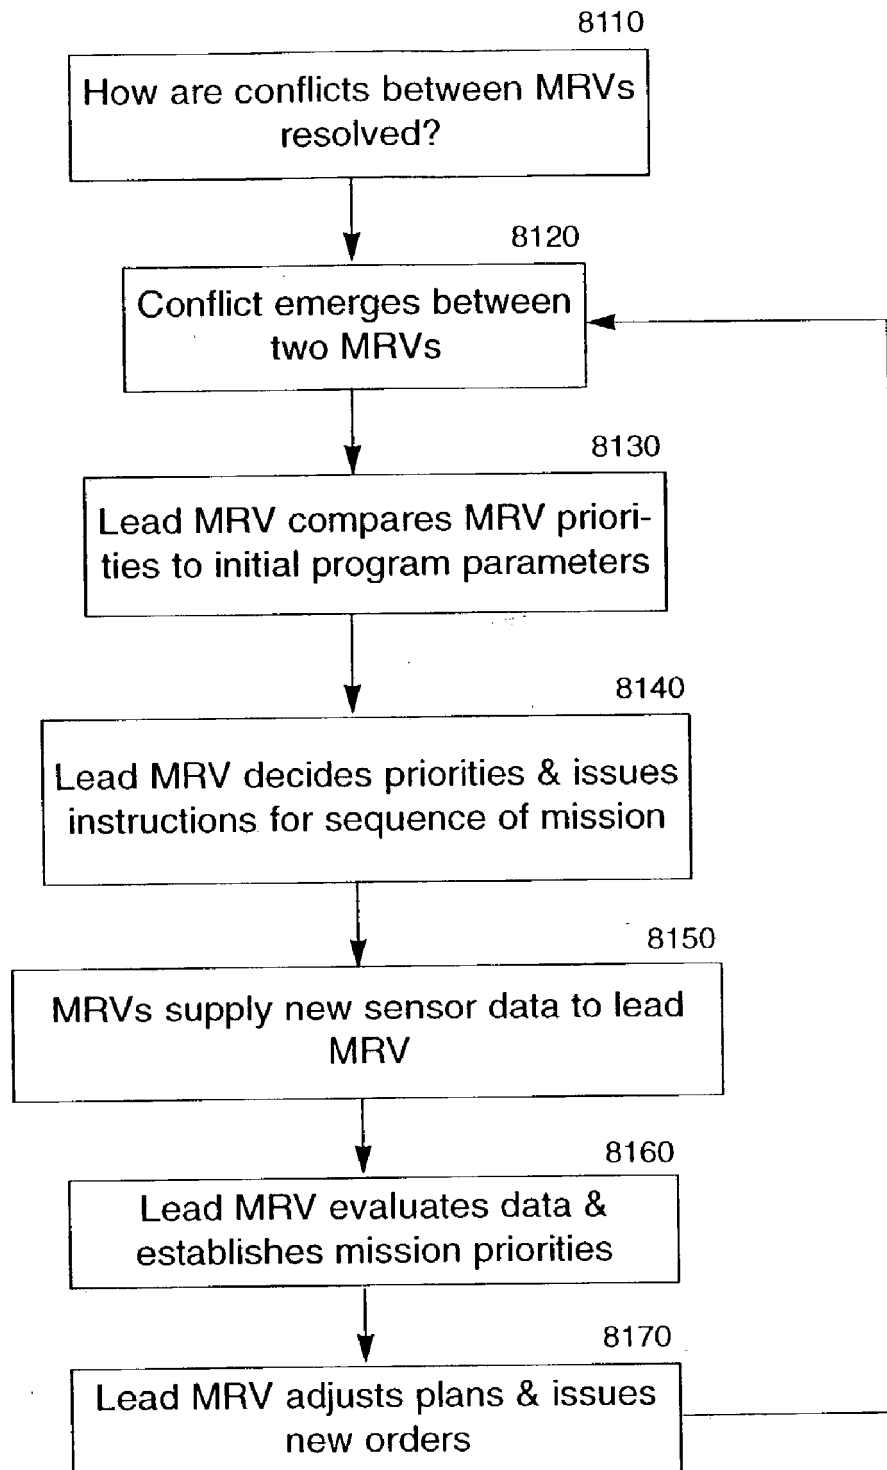 8110
How are conflicts between MRVs
resolved?
8120
Conflict emerges between
two MRVs
8130
Lead MRV compares MRV priori-
ties to initial program parameters
8140
Lead MRV decides priorities & issues
instructions for sequence of mission
8150
MRVs supply new sensor data to lead
MRV
8160
Lead MRV evaluates data &
establishes mission priorities
8170
Lead MRV adjusts plans & issues
new orders